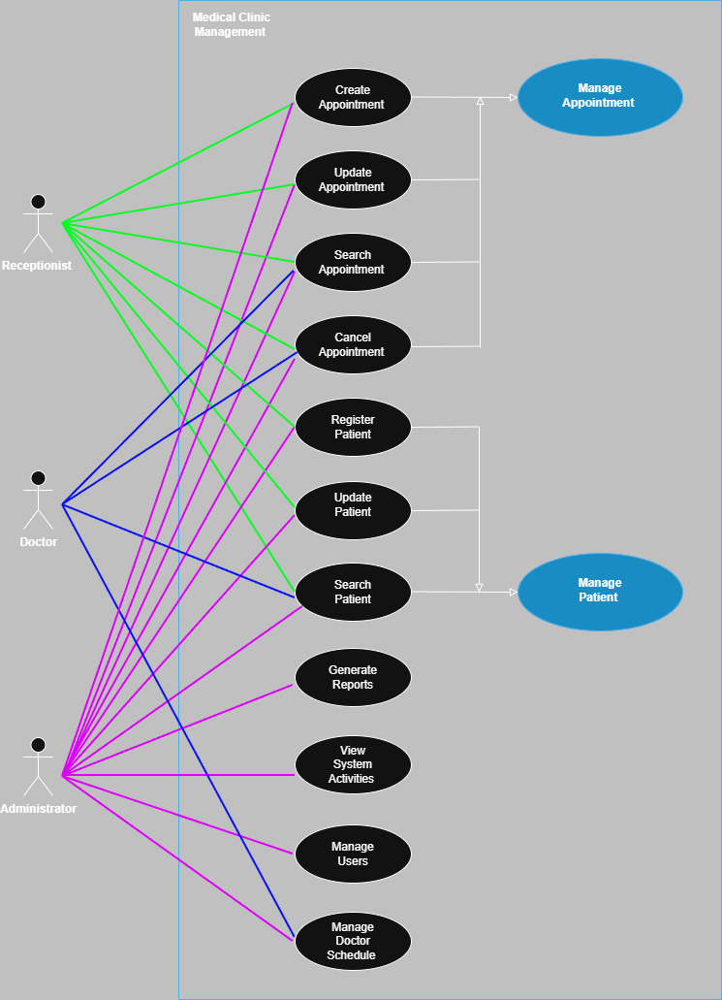 Medical Clinic
Management
Create
Appointment
Manage
Appointment
Update
Appointment
Receptionist
Search
Appointment
Cancel
Appointment
Register
Patient
Doctor
Update
Patient
Search
Patient
Manage
Patient
Generate
Reports
View
System
Activities
Administrator
Manage
Users
Manage
Doctor
Schedule